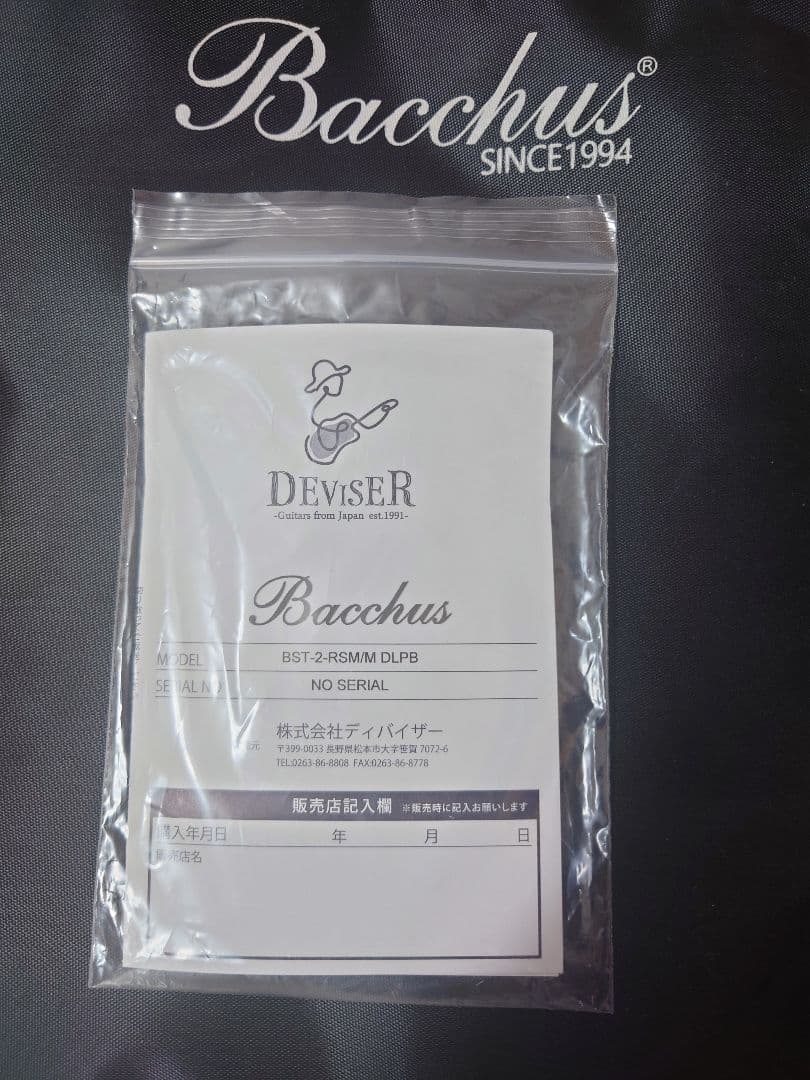 Bacchus®
SINCE1994
DEVISER
-Guitars from Japan est.1991-
Bacchus
MODEL BST-2-RSM/M DLPB
SERIAL NO NO SERIAL
元 株式会社ディバイザー
〒399-0033 長野県松本市大字笹賀 7072-6
TEL:0263-86-8808 FAX:0263-86-8778
販売店記入欄 ※販売時に記入お願いします
購入年月日 年 月 日
販売店名